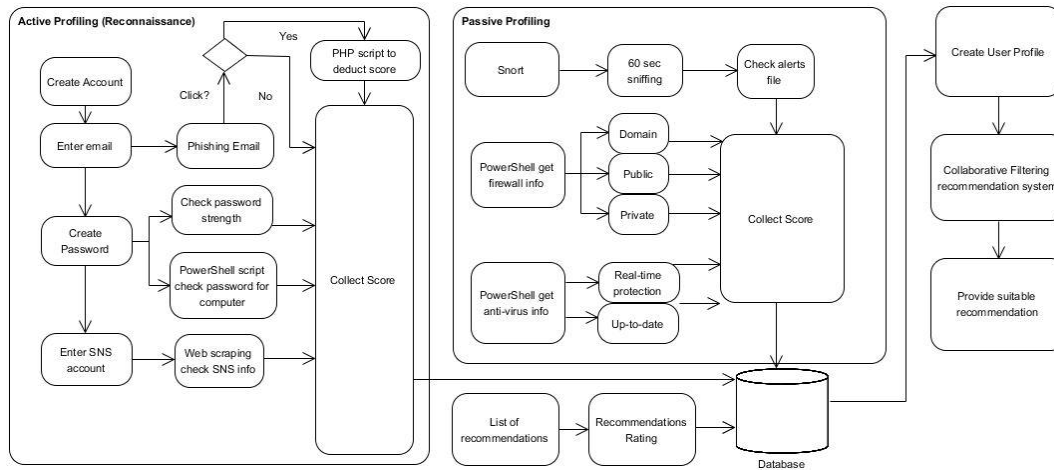 Active Profiling (Reconnaissance)
Create Account
Enter email
Create
Password
Enter SNS
account
Click?
Yes
No
Phishing Email
Check password
strength
PowerShell script
check password for
computer
Web scraping
check SNS info
PHP script to
deduct score
Collect Score
Passive Profiling
Snort
60 sec
sniffing
Check alerts
file
PowerShell get
firewall info
Domain
Public
Private
PowerShell get
anti-virus info
Real-time
protection
Up-to-date
Collect Score
List of
recommendations
Recommendations
Rating
Database
Create User Profile
Collaborative Filtering
recommendation system
Provide suitable
recommendation